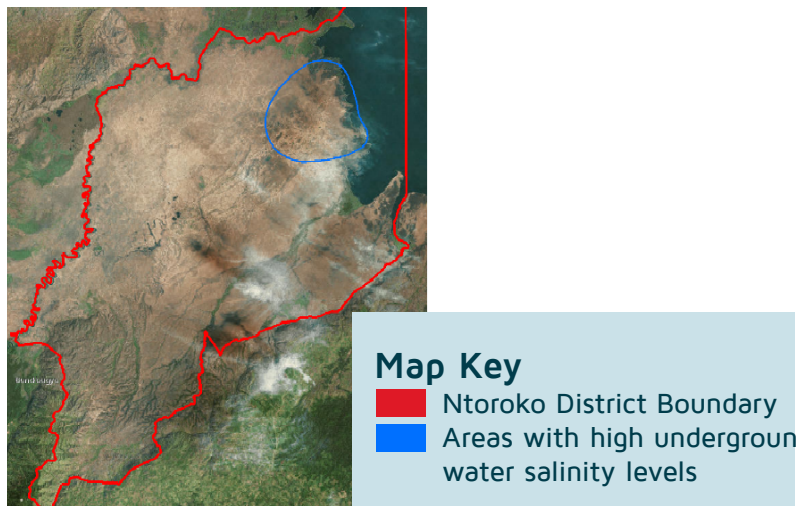 Map Key
Ntoroko District Boundary
Areas with high undergroun
water salinity levels